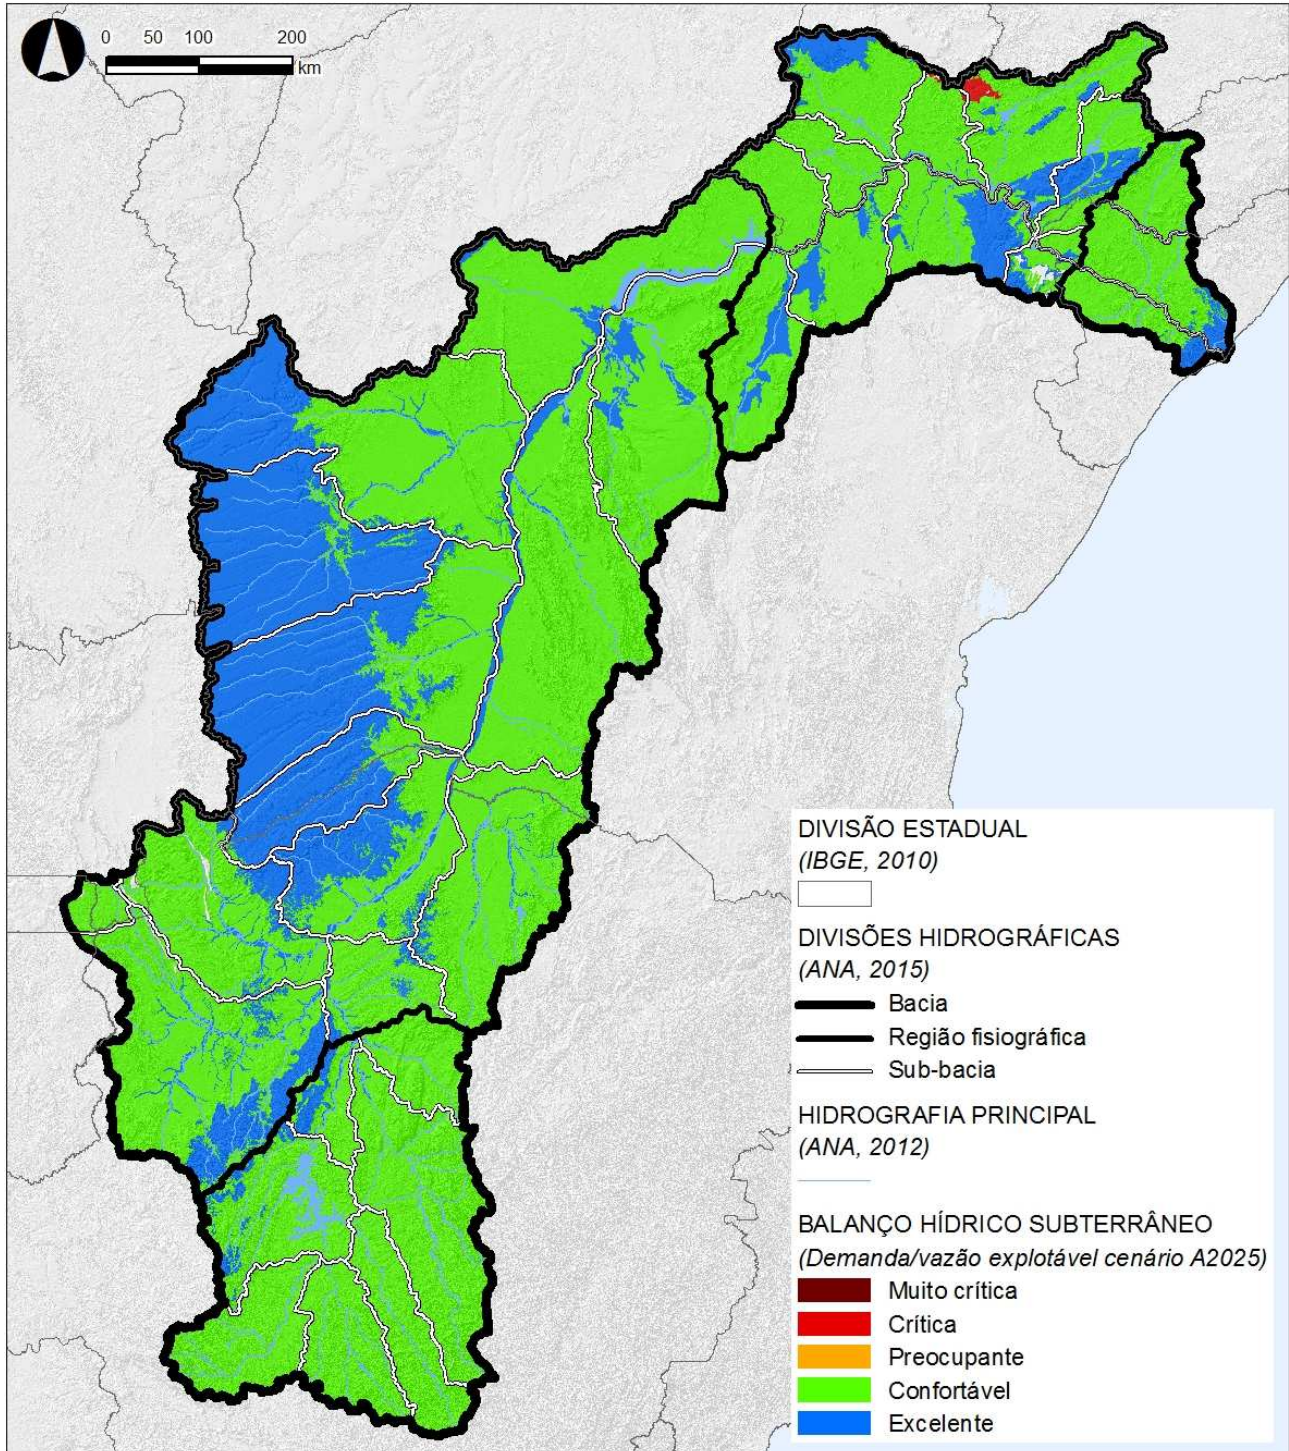 0 50 100 200
km
DIVISÃO ESTADUAL
(IBGE, 2010)
DIVISÕES HIDROGRÁFICAS
(ANA, 2015)
Bacia
Região fisiográfica
Sub-bacia
HIDROGRAFIA PRINCIPAL
(ANA, 2012)
BALANÇO HÍDRICO SUBTERRÂNEO
(Demanda/vazão explotável cenário A2025)
Muito crítica
Crítica
Preocupante
Confortável
Excelente